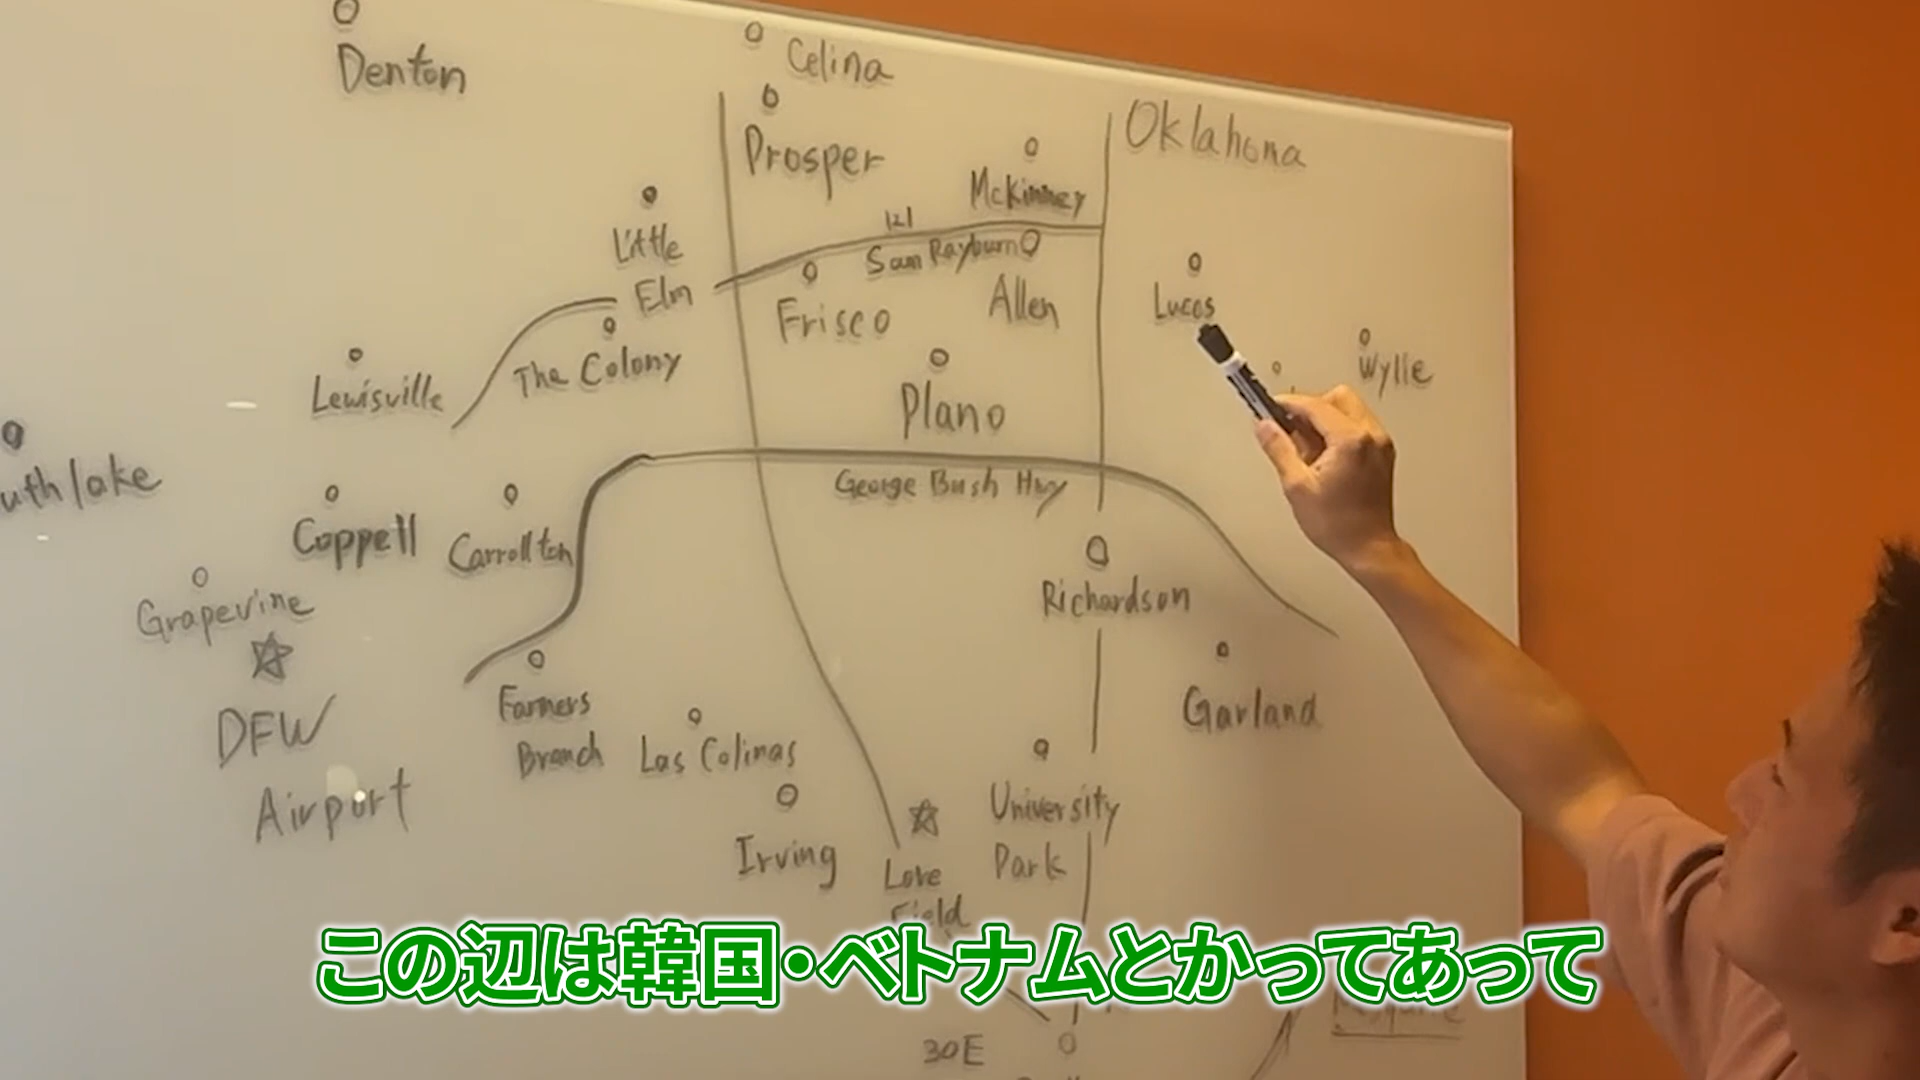 Denton
Celina
Prosper
Oklahoma
McKinney
121
Sam Rayburn
Little
Elm
Frisco
Allen
Lucas
The Colony
Lewisville
Wylle
Plano
uthlake
George Bush Hwy
Coppell
Carrollton
Grapevine
Richardson
DFW
Airport
Farmers
Branch
Las Colinas
Garland
University
Park
Irving
Love
Field
この辺は韓国・ベトナムとかってあって
30E